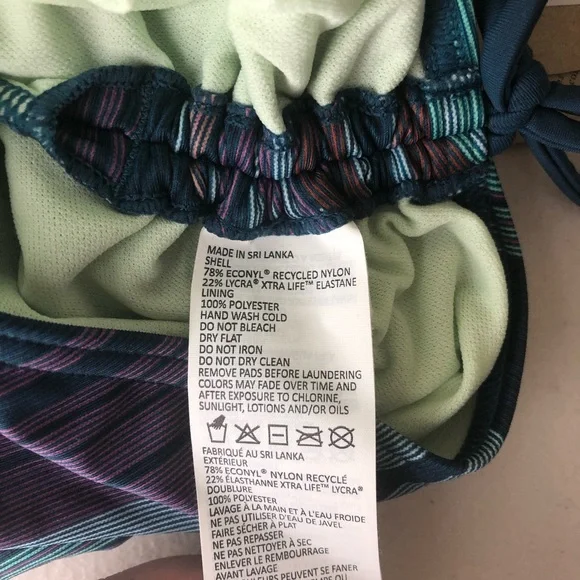 MADE IN SRI LANKA
SHELL
78% ECONYL® RECYCLED NYLON
22% LYCRA® XTRA LIFE™ ELASTANE
LINING
100% POLYESTER
HAND WASH COLD
DO NOT BLEACH
DRY FLAT
DO NOT IRON
DO NOT DRY CLEAN
REMOVE PADS BEFORE LAUNDERING
COLORS MAY FADE OVER TIME AND
AFTER EXPOSURE TO CHLORINE,
SUNLIGHT, LOTIONS AND/OR OILS
FABRIQUÉ AU SRI LANKA
EXTÉRIEUR
78% ECONYL® NYLON RECYCLÉ
22% ÉLASTHANNE XTRA LIFE™ LYCRA®
DOUBLURE
100% POLYESTER
LAVAGE À LA MAIN ET À L'EAU FROIDE
NE PAS UTILISER D'EAU DE JAVEL
FAIRE SÉCHER À PLAT
NE PAS REPASSER
NE PAS NETTOYER À SEC
ENLEVER LE REMBOURRAGE
AVANT LAVAGE
LES COULEURS PEUVENT SE FANER